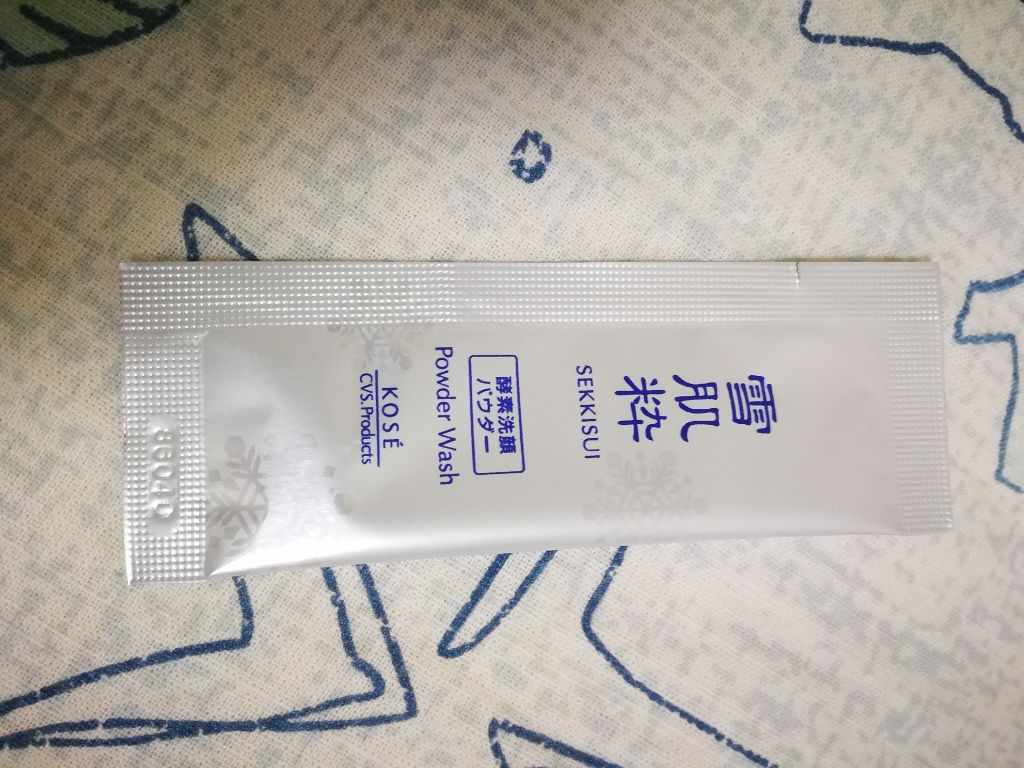 雪
肌
粋
SEKKISUI
酵素洗顔
パウダー
Powder Wash
KOSÉ
CVS.Products